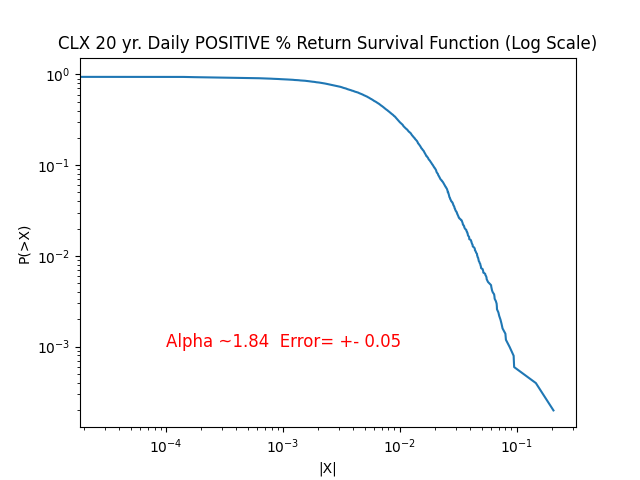 CLX 20 yr. Daily POSITIVE % Return Survival Function (Log Scale)
10⁰
10⁻¹
10⁻²
10⁻³
P(>X)
Alpha ~1.84  Error= +- 0.05
10⁻⁴
10⁻³
10⁻²
10⁻¹
|X|